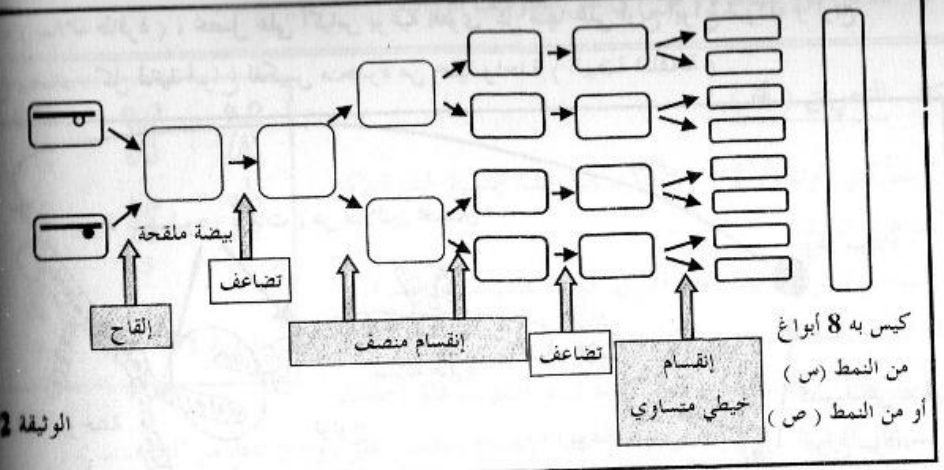 بيضة ملقحة
تضاعف
إلقاح
إنقسام منصف
تضاعف
إنقسام
خيطي متساوي
كيس به 8 أبواغ
من النمط (س)
أو من النمط (ص)
الوثيقة 2